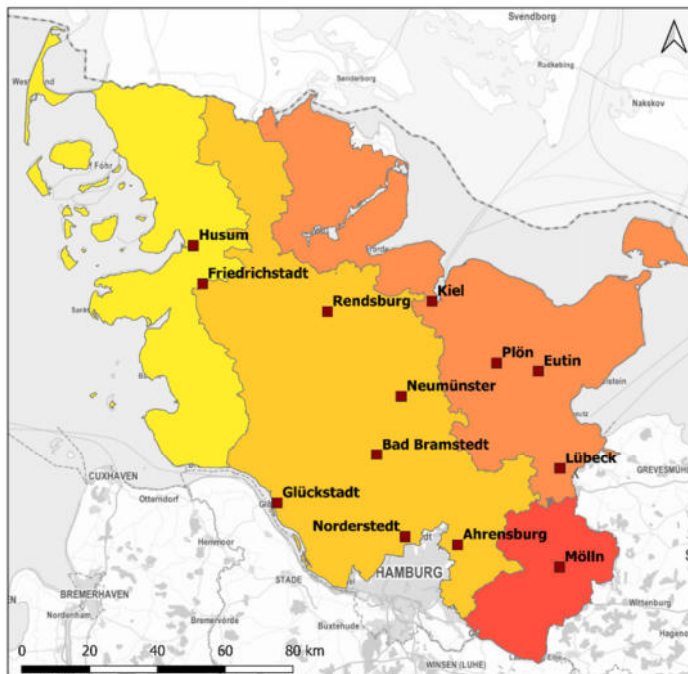 Svendborg
Rudkøbing
Sønderborg
Nakskov
Husum
Friedrichstadt
Rendsburg
Kiel
Plön
Eutin
Neumünster
Bad Bramstedt
Lübeck
GREVESMÜH
CUXHAVEN
Otterndorf
Glückstadt
Norderstedt
Ahrensburg
Hemmoor
STADE
HAMBURG
Mölln
BREMERHAVEN
Nordenham
Bremervörde
Buxtehude
Wittenburg
WINSEN (LUHE)
0 20 40 60 80 km